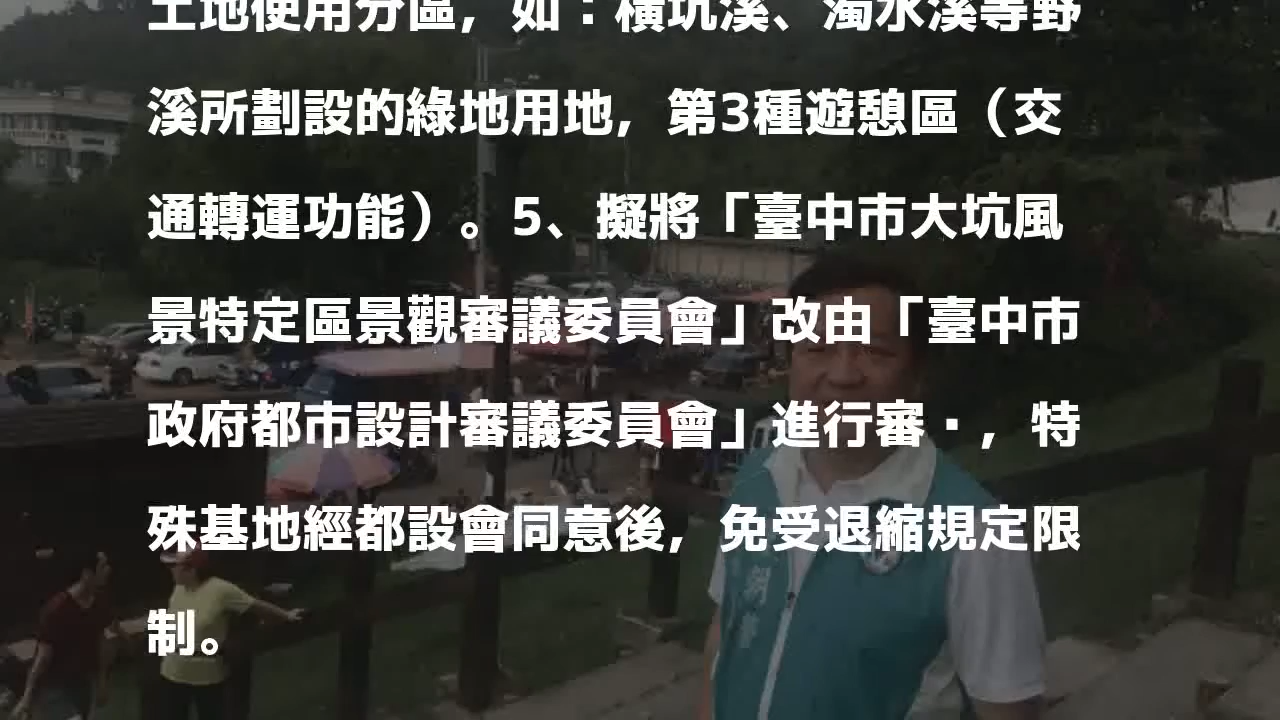 土地使用分區，如：橫坑溪、濁水溪等野
溪所劃設的綠地用地，第3種遊憩區（交
通轉運功能）。5、擬將「臺中市大坑風
景特定區景觀審議委員會」改由「臺中市
政府都市設計審議委員會」進行審·，特
殊基地經都設會同意後，免受退縮規定限
制。